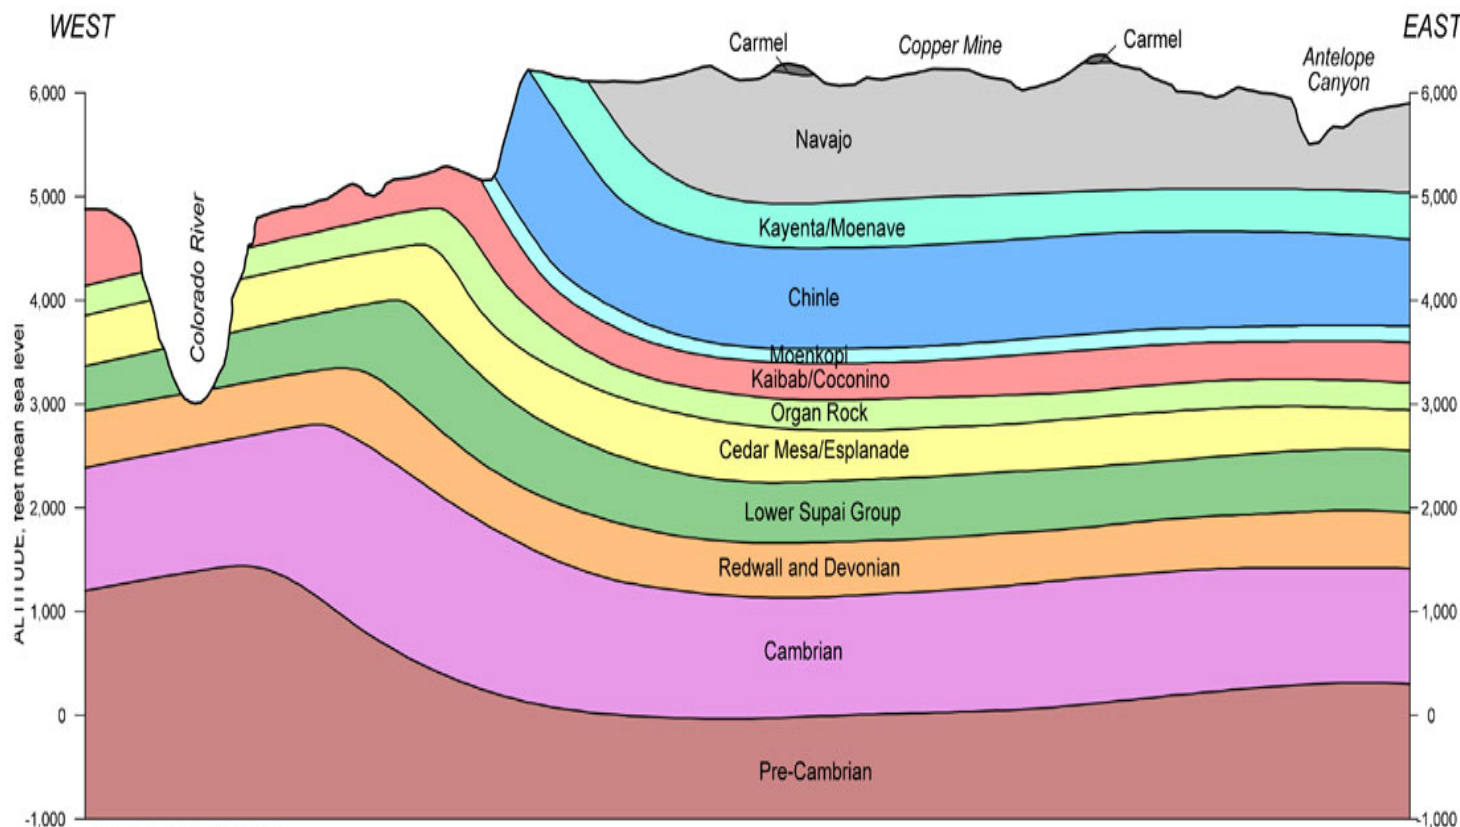 WEST
EAST
Carmel
Copper Mine
Carmel
Antelope
Canyon
6,000
6,000
Navajo
5,000
5,000
Colorado River
Kayenta/Moenave
Chinle
4,000
4,000
Moenkopi
Kaibab/Coconino
3,000
3,000
Organ Rock
Cedar Mesa/Esplanade
2,000
2,000
Lower Supai Group
Redwall and Devonian
ALTITUDE, feet mean sea level
1,000
1,000
Cambrian
0
0
Pre-Cambrian
-1,000
-1,000